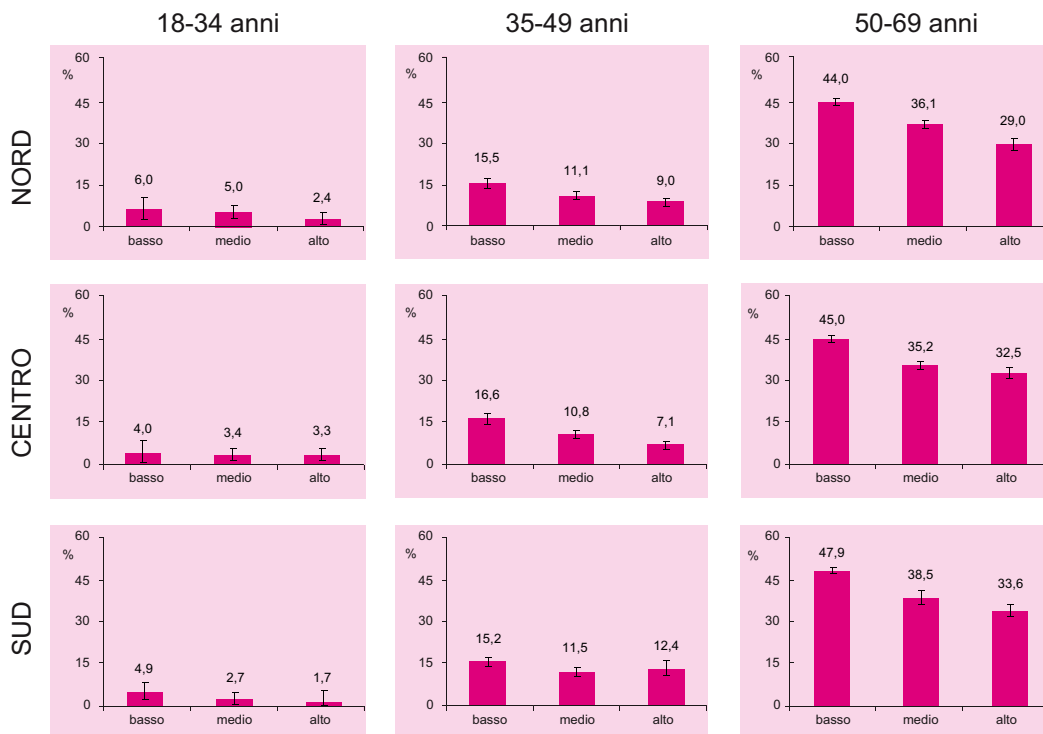 18-34 anni 35-49 anni 50-69 anni
NORD
60 % 45 30 15 0
6,0 5,0 2,4
basso medio alto
60 % 45 30 15 0
15,5 11,1 9,0
basso medio alto
60 % 45 30 15 0
44,0 36,1 29,0
basso medio alto
CENTRO
60 % 45 30 15 0
4,0 3,4 3,3
basso medio alto
60 % 45 30 15 0
16,6 10,8 7,1
basso medio alto
60 % 45 30 15 0
45,0 35,2 32,5
basso medio alto
SUD
60 % 45 30 15 0
4,9 2,7 1,7
basso medio alto
60 % 45 30 15 0
15,2 11,5 12,4
basso medio alto
60 % 45 30 15 0
47,9 38,5 33,6
basso medio alto